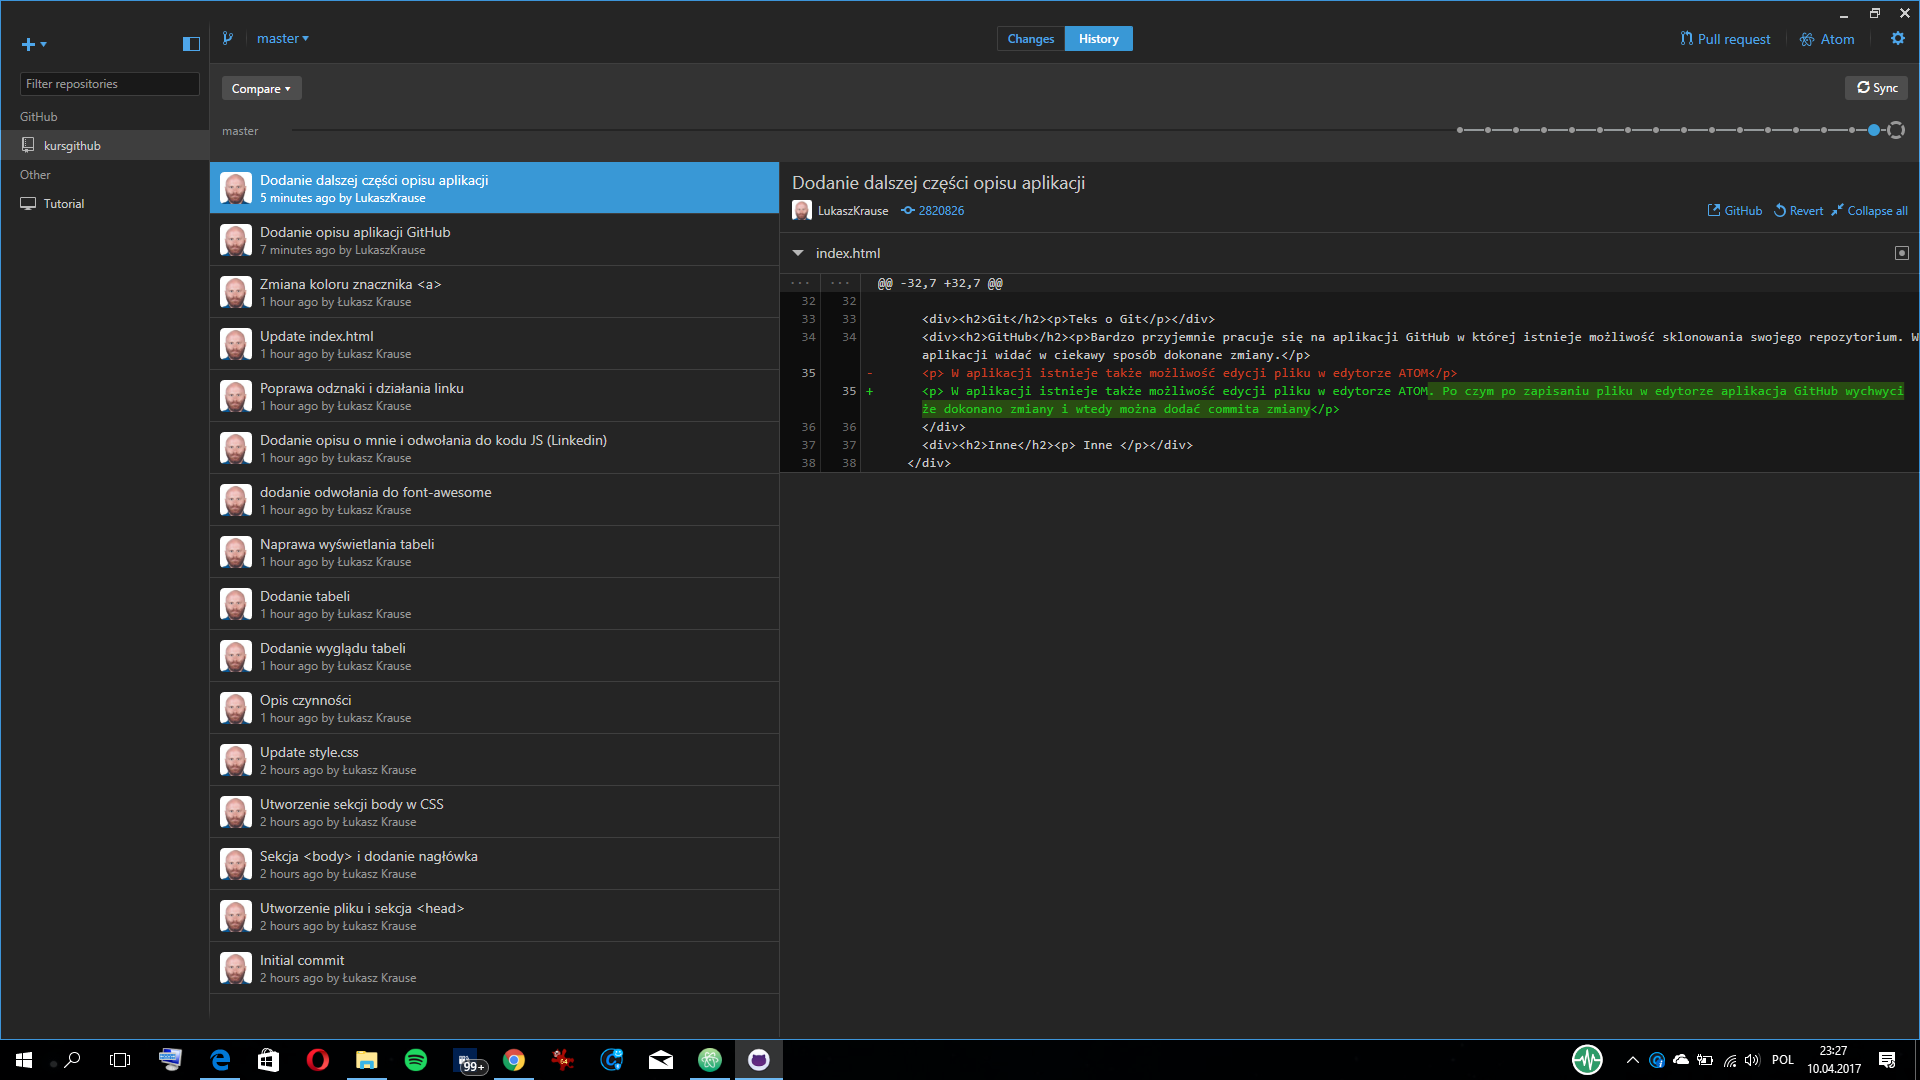 master
Changes
History
Pull request
Atom
Filter repositories
Compare
Sync
GitHub
master
kursgithub
Other
Tutorial
Dodanie dalszej części opisu aplikacji
5 minutes ago by LukaszKrause
Dodanie opisu aplikacji GitHub
7 minutes ago by LukaszKrause
Zmiana koloru znacznika <a>
1 hour ago by Łukasz Krause
Update index.html
1 hour ago by Łukasz Krause
Poprawa odznaki i działania linku
1 hour ago by Łukasz Krause
Dodanie opisu o mnie i odwołania do kodu JS (Linkedin)
1 hour ago by Łukasz Krause
dodanie odwołania do font-awesome
1 hour ago by Łukasz Krause
Naprawa wyświetlania tabeli
1 hour ago by Łukasz Krause
Dodanie tabeli
1 hour ago by Łukasz Krause
Dodanie wyglądu tabeli
1 hour ago by Łukasz Krause
Opis czynności
1 hour ago by Łukasz Krause
Update style.css
2 hours ago by Łukasz Krause
Utworzenie sekcji body w CSS
2 hours ago by Łukasz Krause
Sekcja <body> i dodanie nagłówka
2 hours ago by Łukasz Krause
Utworzenie pliku i sekcja <head>
2 hours ago by Łukasz Krause
Initial commit
2 hours ago by Łukasz Krause
Dodanie dalszej części opisu aplikacji
LukaszKrause 2820826 GitHub Revert Collapse all
index.html
... ... @@ -32,7 +32,7 @@
32 32
33 33 <div><h2>Git</h2><p>Teks o Git</p></div>
34 34 <div><h2>GitHub</h2><p>Bardzo przyjemnie pracuje się na aplikacji GitHub w której istnieje możliwość sklonowania swojego repozytorium. W
aplikacji widać w ciekawy sposób dokonane zmiany.</p>
35 - <p> W aplikacji istnieje także możliwość edycji pliku w edytorze ATOM</p>
35 + <p> W aplikacji istnieje także możliwość edycji pliku w edytorze ATOM. Po czym po zapisaniu pliku w edytorze aplikacja GitHub wychwyci
że dokonano zmiany i wtedy można dodać commita zmiany</p>
36 36 </div>
37 37 <div><h2>Inne</h2><p> Inne </p></div>
38 38 </div>
99+
64
POL
23:27
10.04.2017